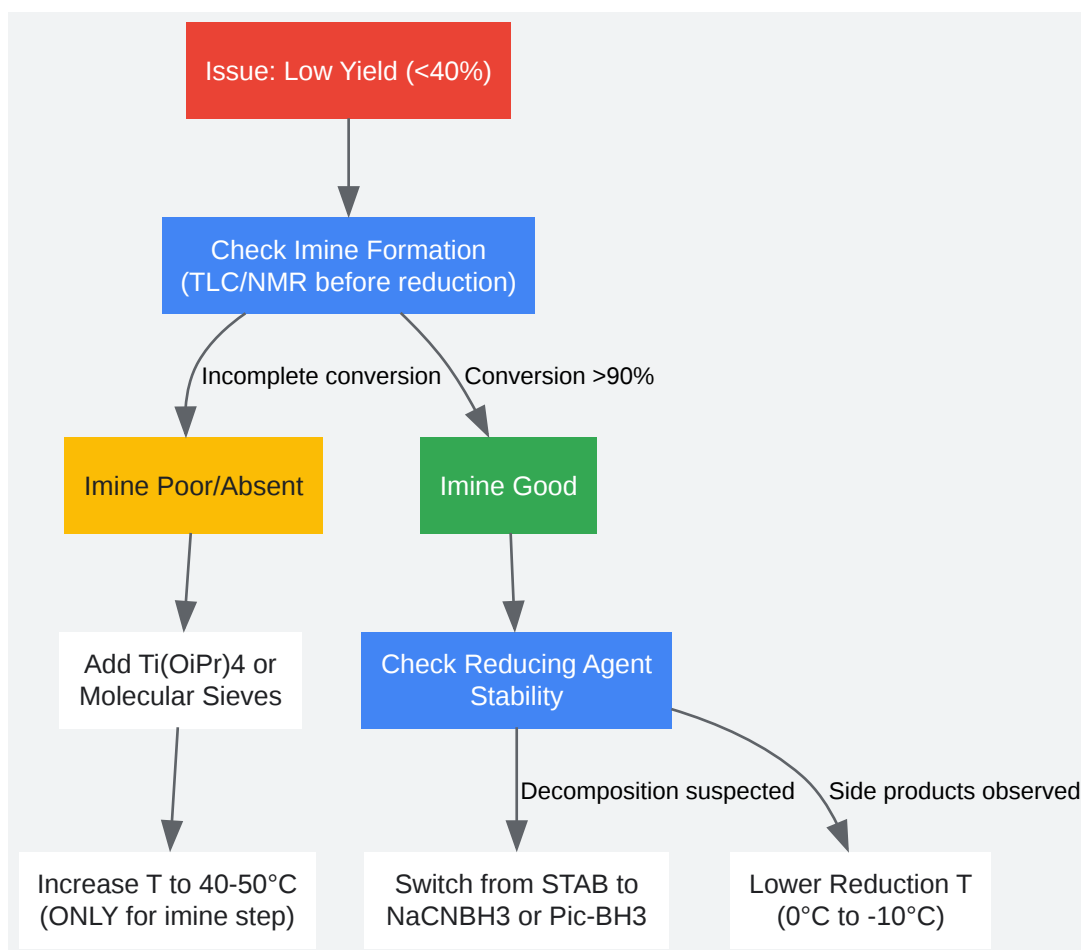 Issue: Low Yield (<40%)
Check Imine Formation
(TLC/NMR before reduction)
Incomplete conversion
Conversion >90%
Imine Poor/Absent
Imine Good
Add Ti(OiPr)4 or
Molecular Sieves
Check Reducing Agent
Stability
Decomposition suspected
Side products observed
Increase T to 40-50°C
(ONLY for imine step)
Switch from STAB to
NaCNBH3 or Pic-BH3
Lower Reduction T
(0°C to -10°C)